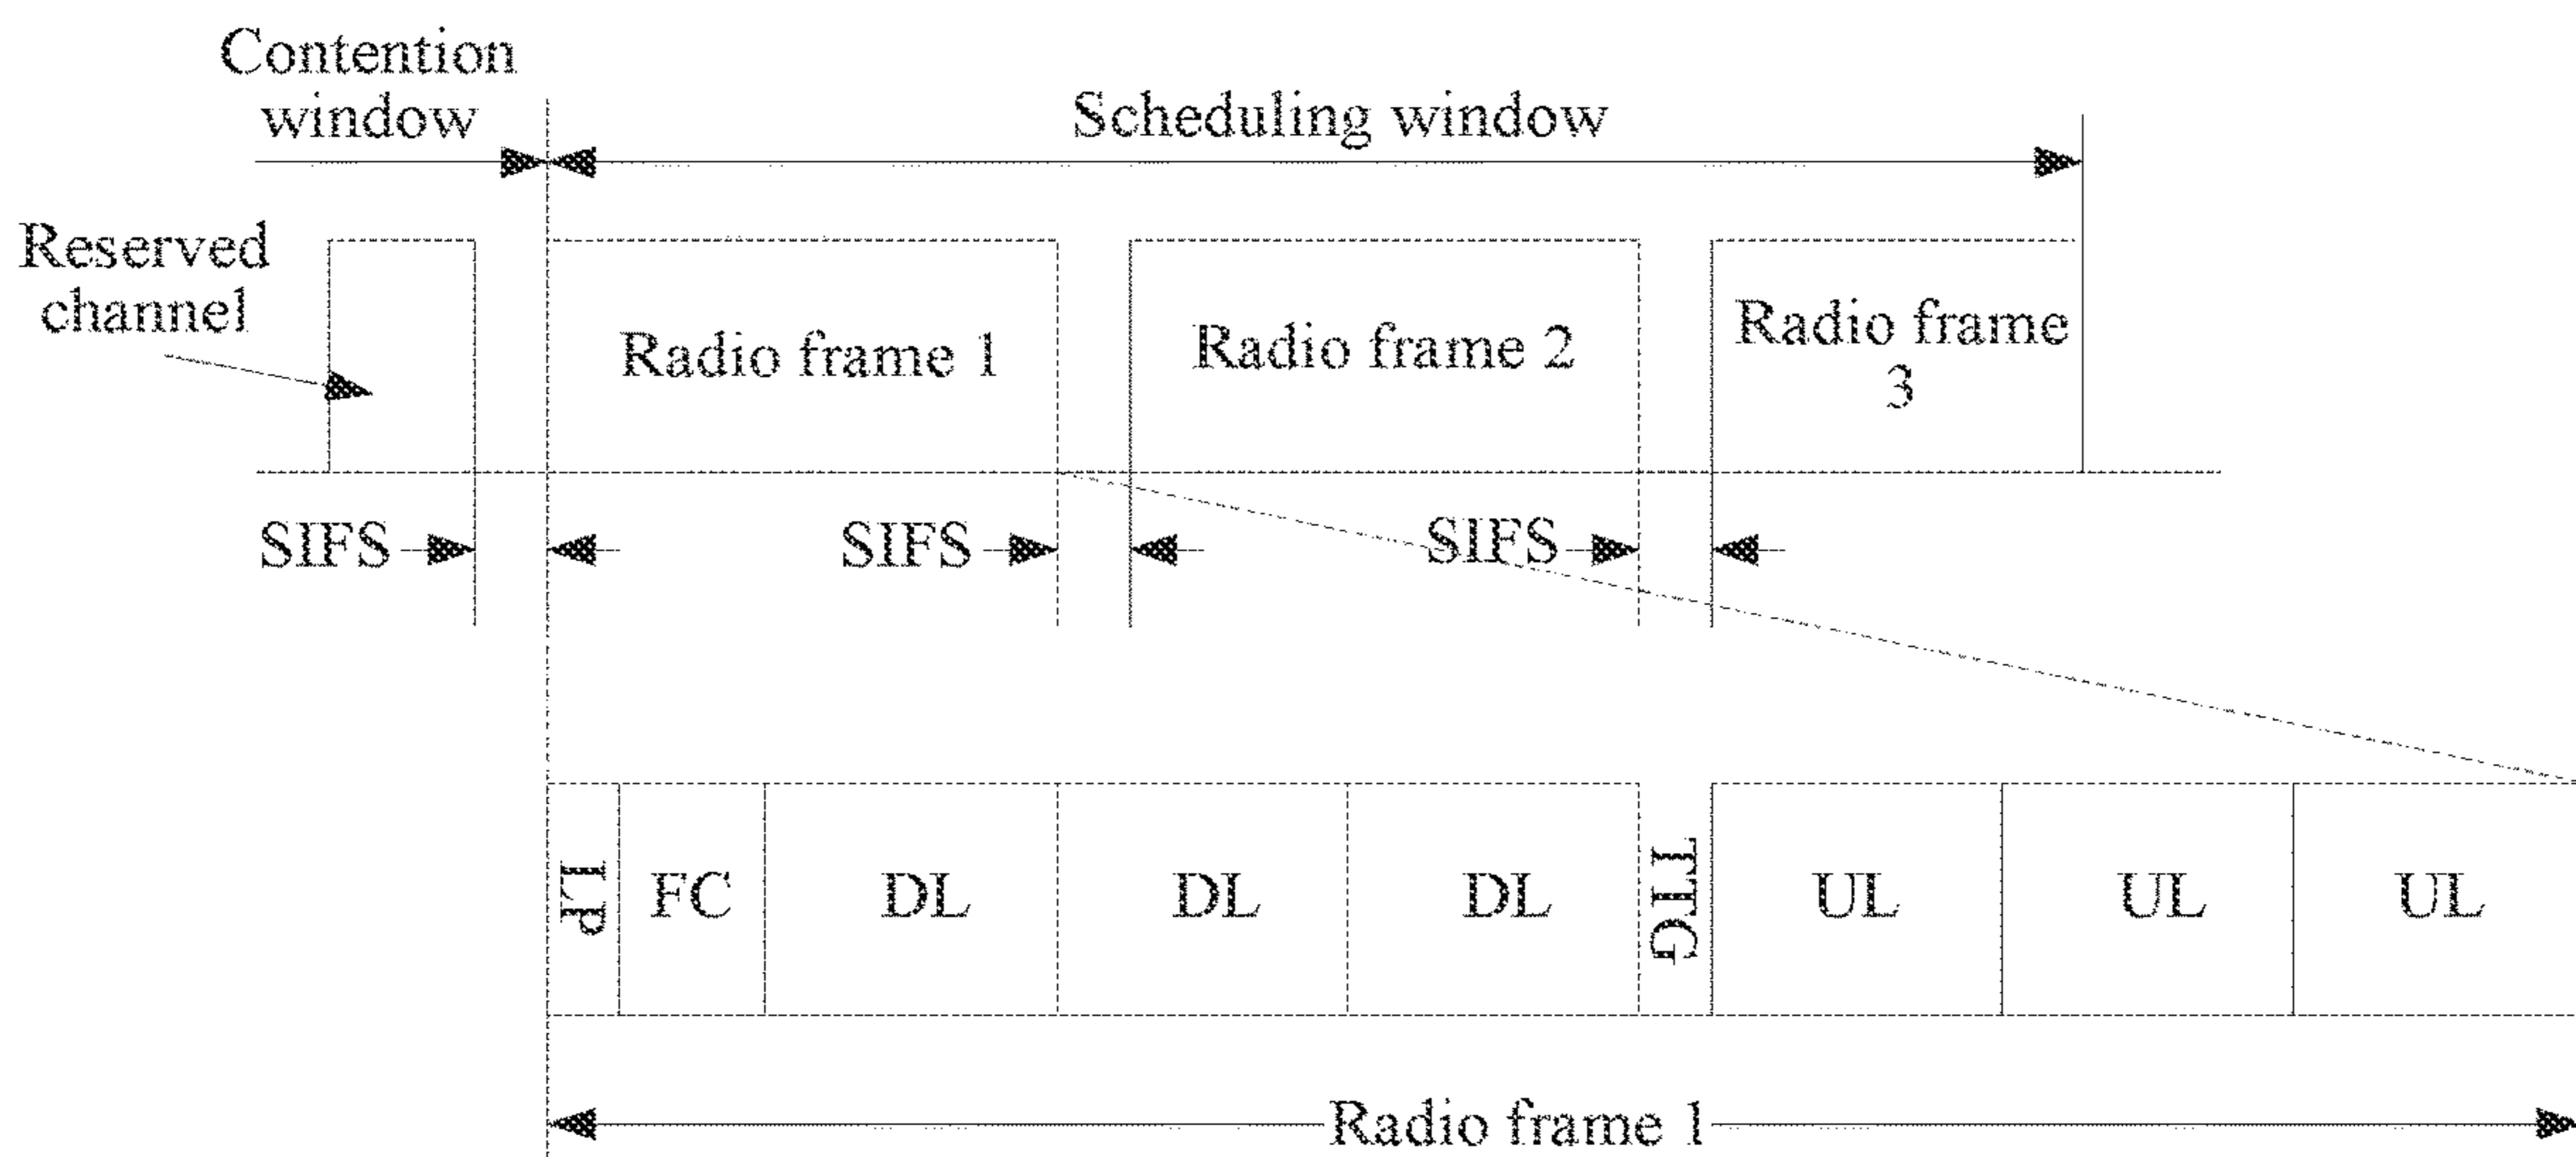 Contention
window
Scheduling window
Reserved
channel
Radio frame 1
Radio frame 2
Radio frame
3
SIFS
SIFS
SIFS
LP
FC
DL
DL
DL
TTG
UL
UL
UL
Radio frame 1